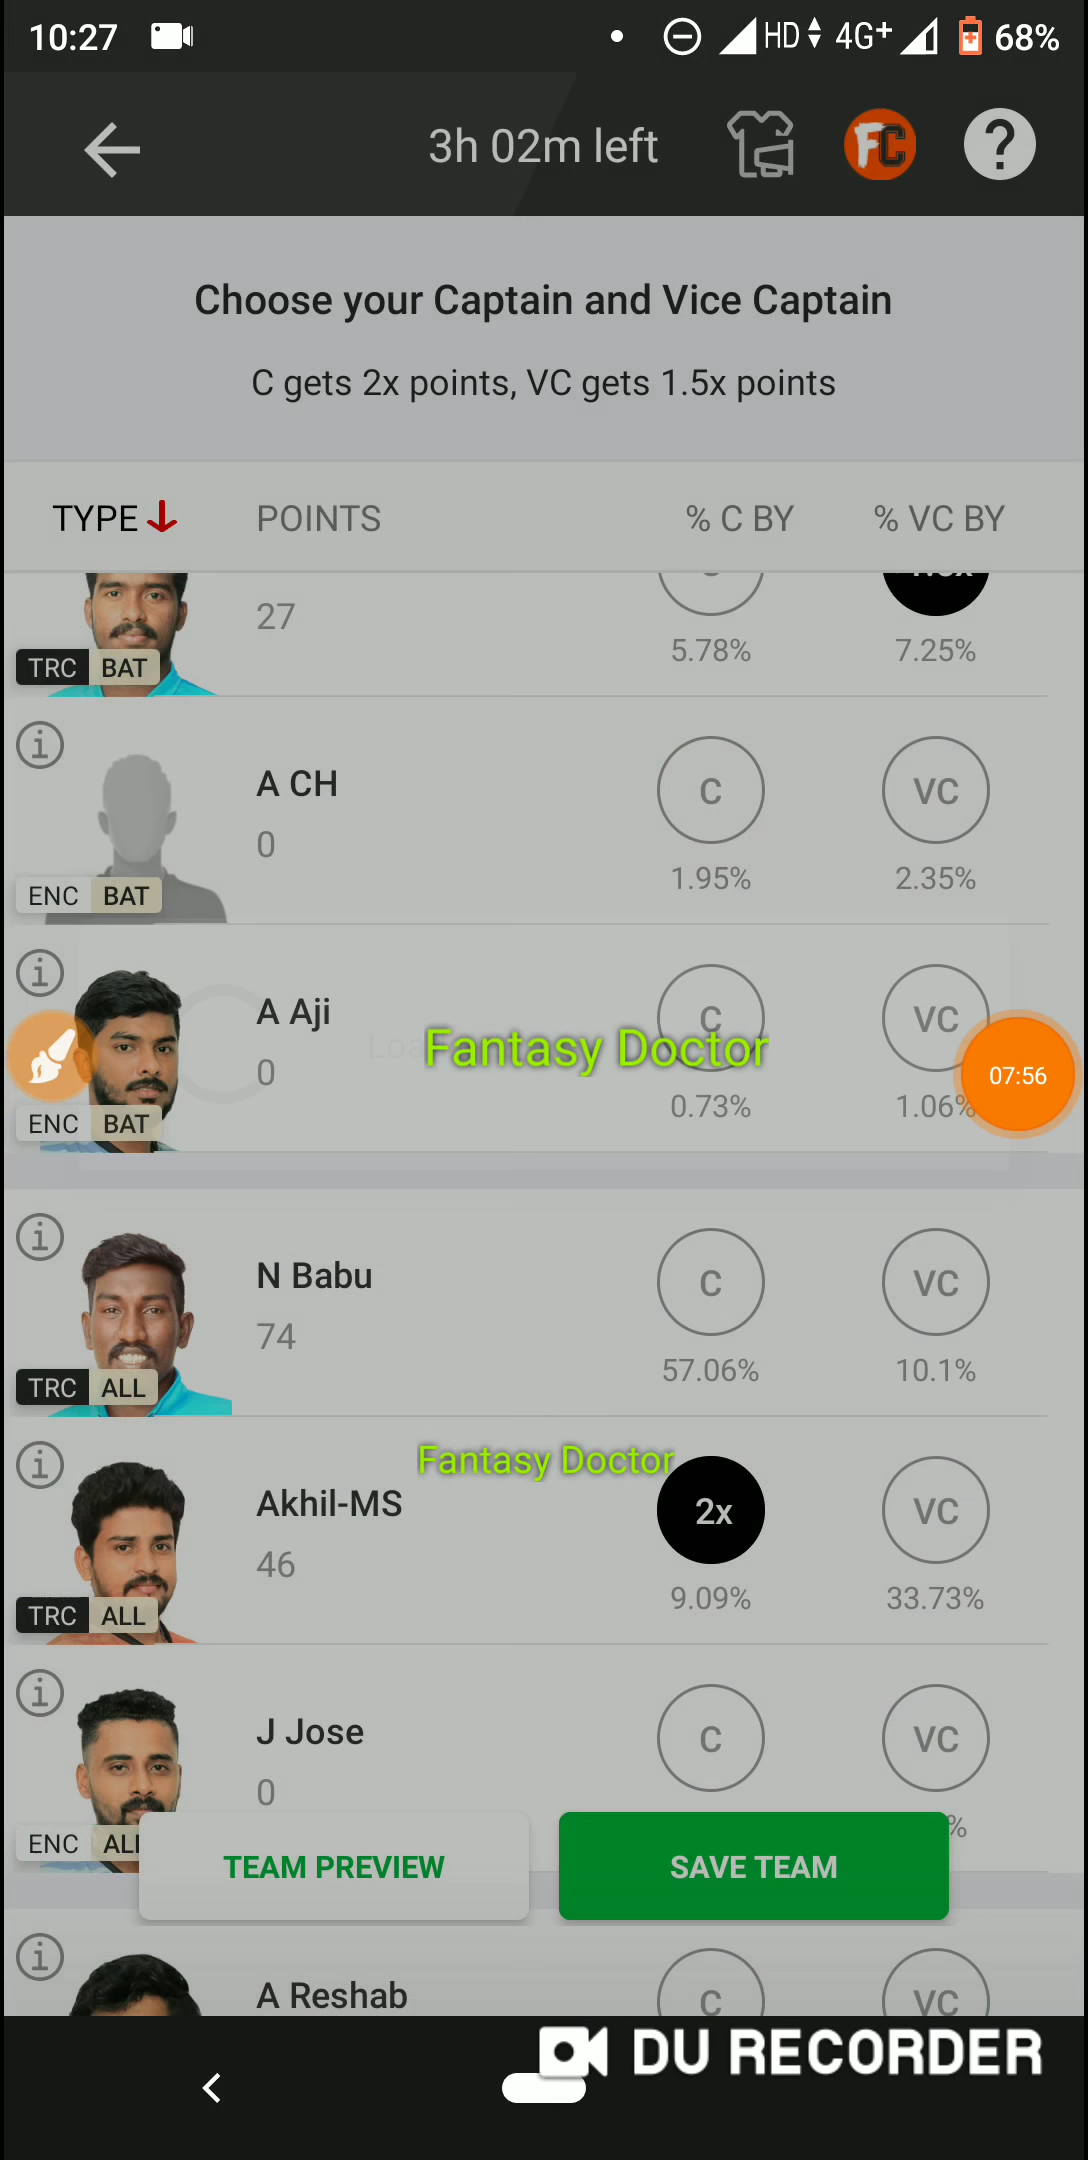 10:27
HD 4G+ 68%
3h 02m left
FC
?
Choose your Captain and Vice Captain
C gets 2x points, VC gets 1.5x points
TYPE POINTS % C BY % VC BY
27
5.78% 7.25%
TRC BAT
i
A CH
C VC
0
1.95% 2.35%
ENC BAT
i
A Aji
C VC
Fantasy Doctor
0
07:56
0.73% 1.06%
ENC BAT
i
N Babu
C VC
74
57.06% 10.1%
TRC ALL
i
Fantasy Doctor
Akhil-MS
2x VC
46
9.09% 33.73%
TRC ALL
i
J Jose
C VC
0
%
ENC ALL
TEAM PREVIEW SAVE TEAM
i
A Reshab
C VC
DU RECORDER